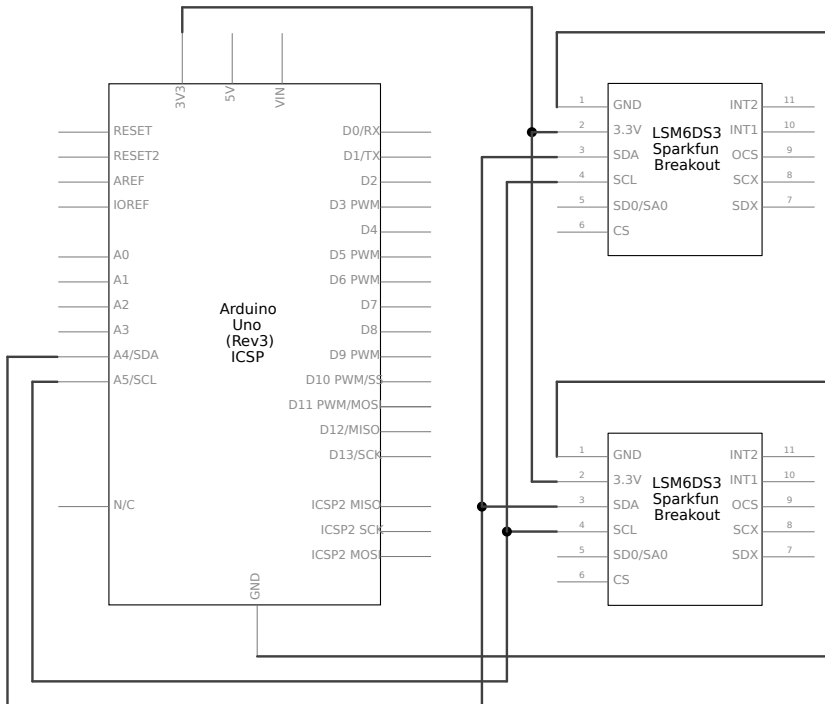 3V3
5V
VIN
RESET
RESET2
AREF
IOREF
A0
A1
A2
A3
A4/SDA
A5/SCL
N/C
Arduino
Uno
(Rev3)
ICSP
D0/RX
D1/TX
D2
D3 PWM
D4
D5 PWM
D6 PWM
D7
D8
D9 PWM
D10 PWM/SS
D11 PWM/MOSI
D12/MISO
D13/SCK
ICSP2 MISO
ICSP2 SCK
ICSP2 MOSI
GND
1 GND INT2 11
2 3.3V INT1 10
3 SDA OCS 9
4 SCL SCX 8
5 SD0/SA0 SDX 7
6 CS
LSM6DS3
Sparkfun
Breakout
1 GND INT2 11
2 3.3V INT1 10
3 SDA OCS 9
4 SCL SCX 8
5 SD0/SA0 SDX 7
6 CS
LSM6DS3
Sparkfun
Breakout